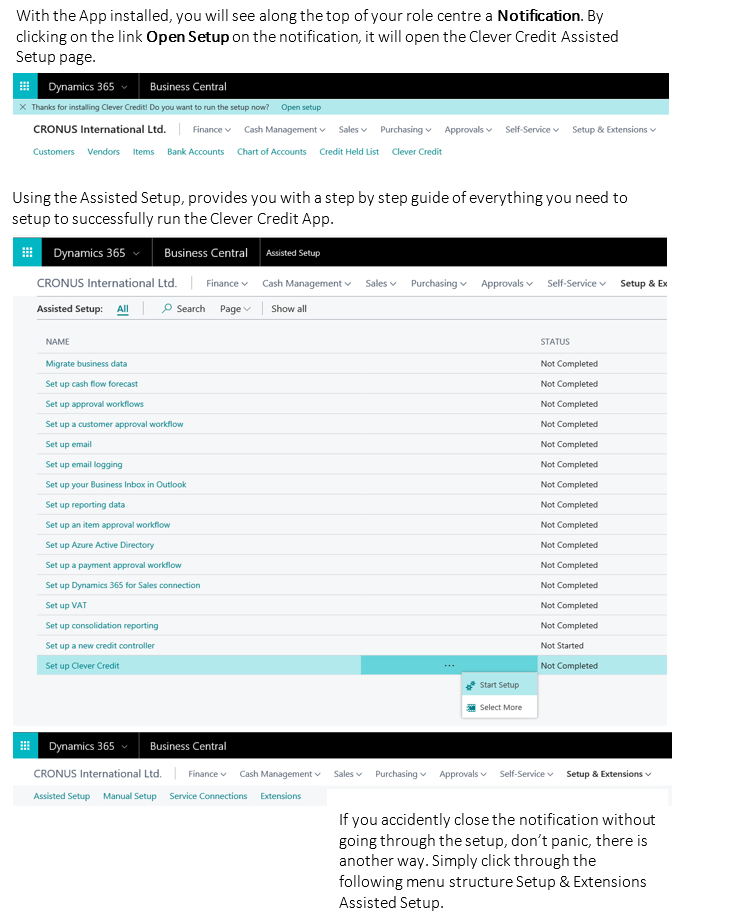 With the App installed, you will see along the top of your role centre a Notification. By
clicking on the link Open Setup on the notification, it will open the Clever Credit Assisted
Setup page.
Dynamics 365 Business Central
Thanks for installing Clever Credit! Do you want to run the setup now? Open setup
CRONUS International Ltd. Finance Cash Management Sales Purchasing Approvals Self-Service Setup & Extensions
Customers Vendors Items Bank Accounts Chart of Accounts Credit Held List Clever Credit
Using the Assisted Setup, provides you with a step by step guide of everything you need to
setup to successfully run the Clever Credit App.
Dynamics 365 Business Central Assisted Setup
CRONUS International Ltd. Finance Cash Management Sales Purchasing Approvals Self-Service Setup & Ex
Assisted Setup: All Search Page Show all
NAME STATUS
Migrate business data Not Completed
Set up cash flow forecast Not Completed
Set up approval workflows Not Completed
Set up a customer approval workflow Not Completed
Set up email Not Completed
Set up email logging Not Completed
Set up your Business Inbox in Outlook Not Completed
Set up reporting data Not Completed
Set up an item approval workflow Not Completed
Set up Azure Active Directory Not Completed
Set up a payment approval workflow Not Completed
Set up Dynamics 365 for Sales connection Not Completed
Set up VAT Not Completed
Set up consolidation reporting Not Completed
Set up a new credit controller Not Started
Set up Clever Credit ... Not Completed
Start Setup
Select More
Dynamics 365 Business Central
CRONUS International Ltd. Finance Cash Management Sales Purchasing Approvals Self-Service Setup & Extensions
Assisted Setup Manual Setup Service Connections Extensions
If you accidently close the notification without
going through the setup, don’t panic, there is
another way. Simply click through the
following menu structure Setup & Extensions
Assisted Setup.